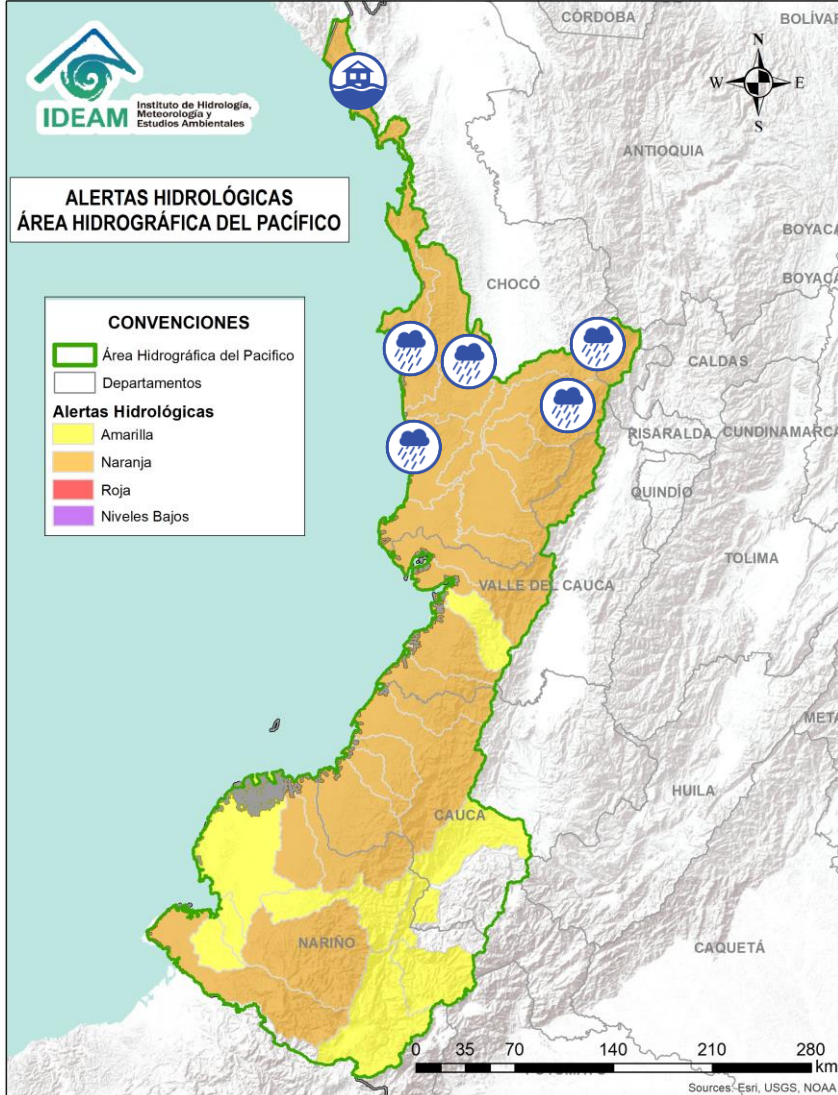 IDEAM
Instituto de Hidrología,
Meteorología y
Estudios Ambientales
ALERTAS HIDROLÓGICAS
ÁREA HIDROGRÁFICA DEL PACÍFICO
CONVENCIONES
Área Hidrográfica del Pacifico
Departamentos
Alertas Hidrológicas
Amarilla
Naranja
Roja
Niveles Bajos
CÓRDOBA
BOLÍVAR
N
W
E
S
ANTIOQUIA
BOYACÁ
BOYACÁ
CHOCÓ
CALDAS
RISARALDA
CUNDINAMARCA
QUINDÍO
TOLIMA
VALLE DEL CAUCA
META
HUILA
CAUCA
NARIÑO
CAQUETÁ
0 35 70 140 210 280
km
Sources: Esri, USGS, NOAA